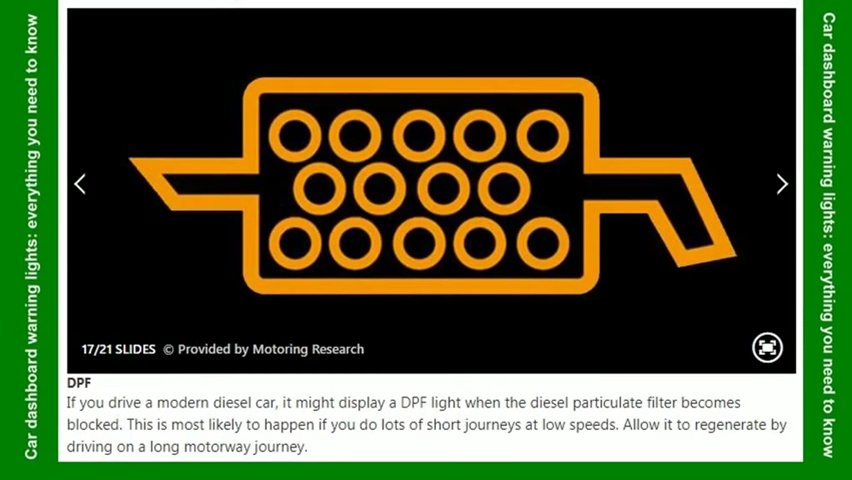 Car dashboard warning lights: everything you need to know
17/21 SLIDES © Provided by Motoring Research
DPF
If you drive a modern diesel car, it might display a DPF light when the diesel particulate filter becomes
blocked. This is most likely to happen if you do lots of short journeys at low speeds. Allow it to regenerate by
driving on a long motorway journey.
Car dashboard warning lights: everything you need to know